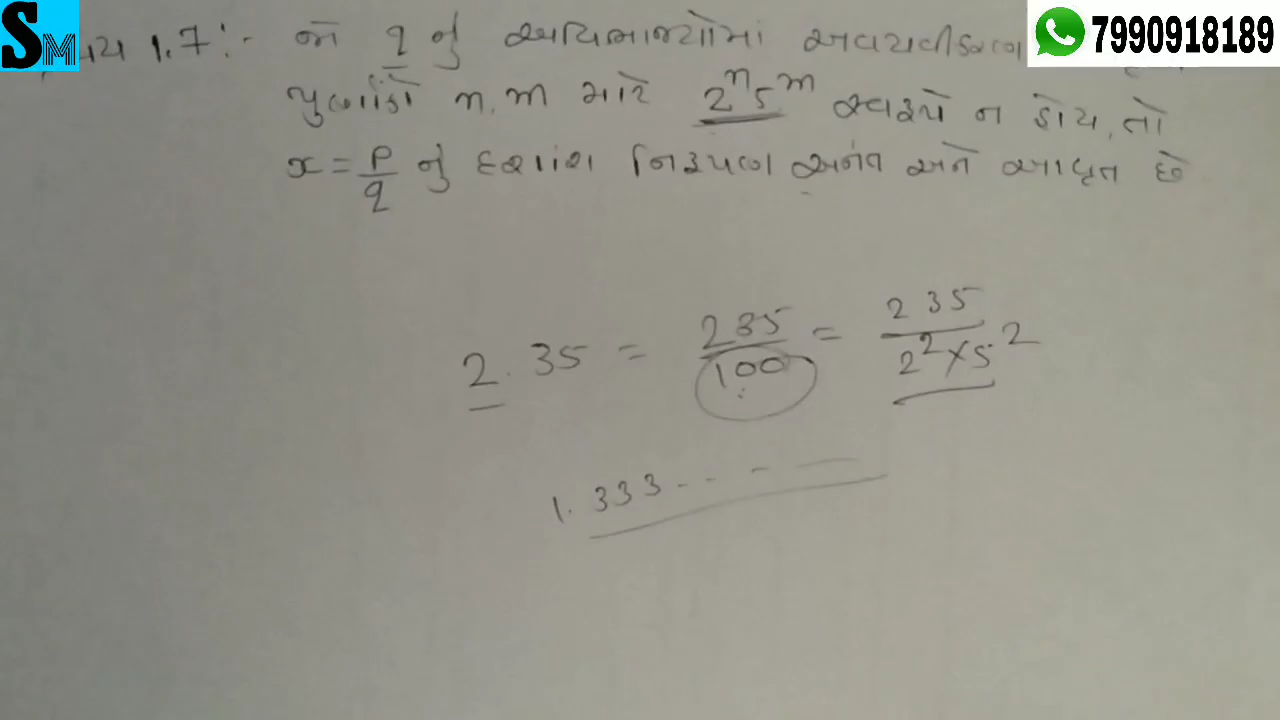 SM
7990918189
પ્રમેય 1.7 :- જો q નું અવિભાજ્યોમાં અવયવીકરણ
પૂર્ણાંકો n, m માટે 2ⁿ5ᵐ સ્વરૂપે ન હોય, તો
x = p/q નું દશાંશ નિરૂપણ અનંત અને આવૃત છે
2.35 = 235/100 = 235/2²×5²
1.333.. - —